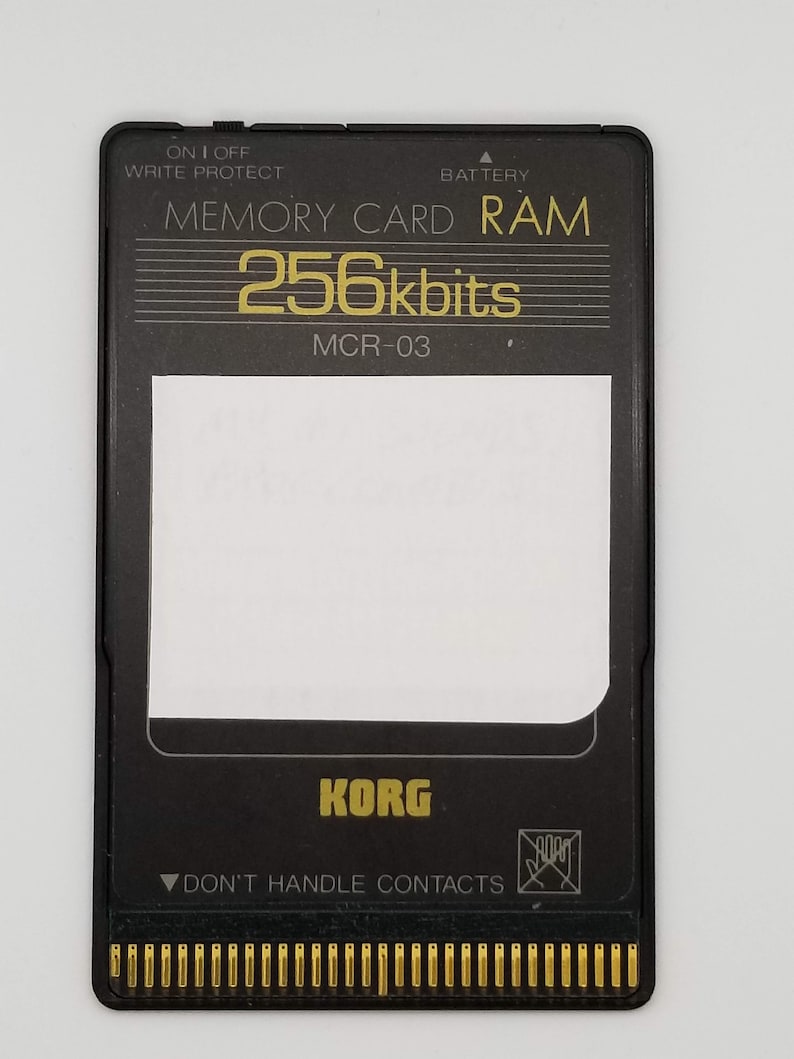 ON | OFF
WRITE PROTECT
▲
BATTERY
MEMORY CARD RAM
256kbits
MCR-03
KORG
▼DON'T HANDLE CONTACTS